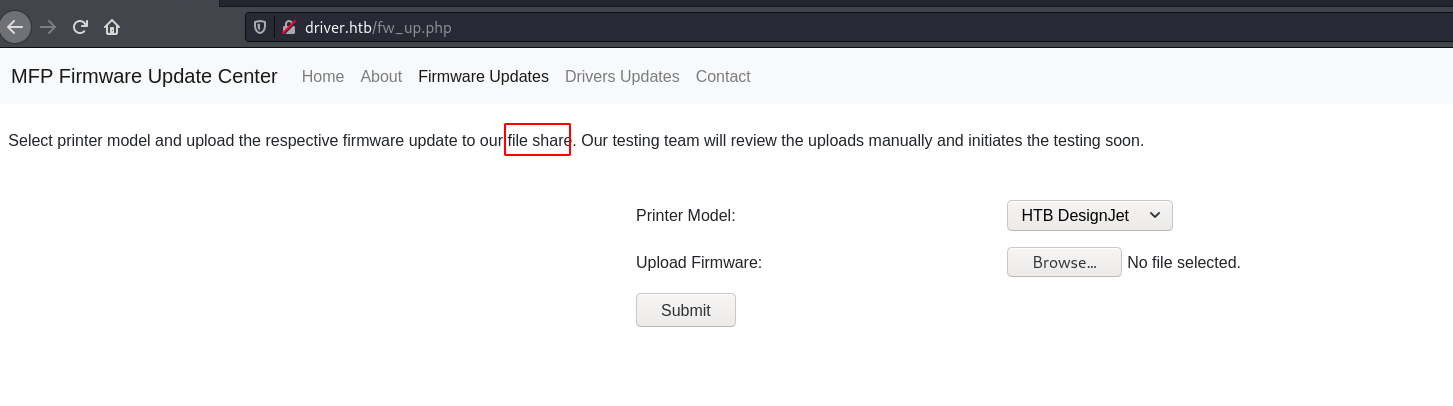 driver.htb/fw_up.php
MFP Firmware Update Center Home About Firmware Updates Drivers Updates Contact
Select printer model and upload the respective firmware update to our file share. Our testing team will review the uploads manually and initiates the testing soon.
Printer Model: HTB DesignJet
Upload Firmware: Browse... No file selected.
Submit